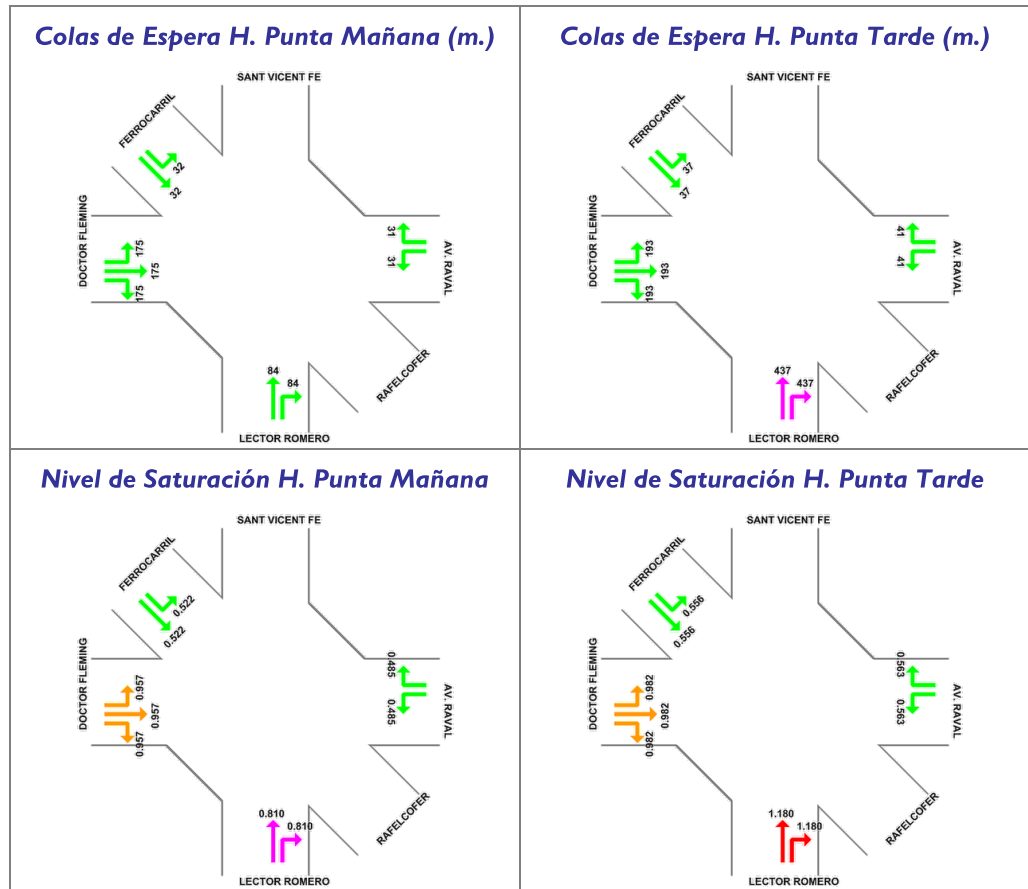 Colas de Espera H. Punta Mañana (m.)
SANT VICENT FE
FERROCARRIL
32
32
DOCTOR FLEMING
175
175
175
31
31
AV. RAVAL
84
84
RAFELCOFER
LECTOR ROMERO
Colas de Espera H. Punta Tarde (m.)
SANT VICENT FE
FERROCARRIL
37
37
DOCTOR FLEMING
193
193
193
41
41
AV. RAVAL
437
437
RAFELCOFER
LECTOR ROMERO
Nivel de Saturación H. Punta Mañana
SANT VICENT FE
FERROCARRIL
0.522
0.522
DOCTOR FLEMING
0.957
0.957
0.957
0.485
0.485
AV. RAVAL
0.810
0.810
RAFELCOFER
LECTOR ROMERO
Nivel de Saturación H. Punta Tarde
SANT VICENT FE
FERROCARRIL
0.556
0.556
DOCTOR FLEMING
0.982
0.982
0.982
0.563
0.563
AV. RAVAL
1.180
1.180
RAFELCOFER
LECTOR ROMERO